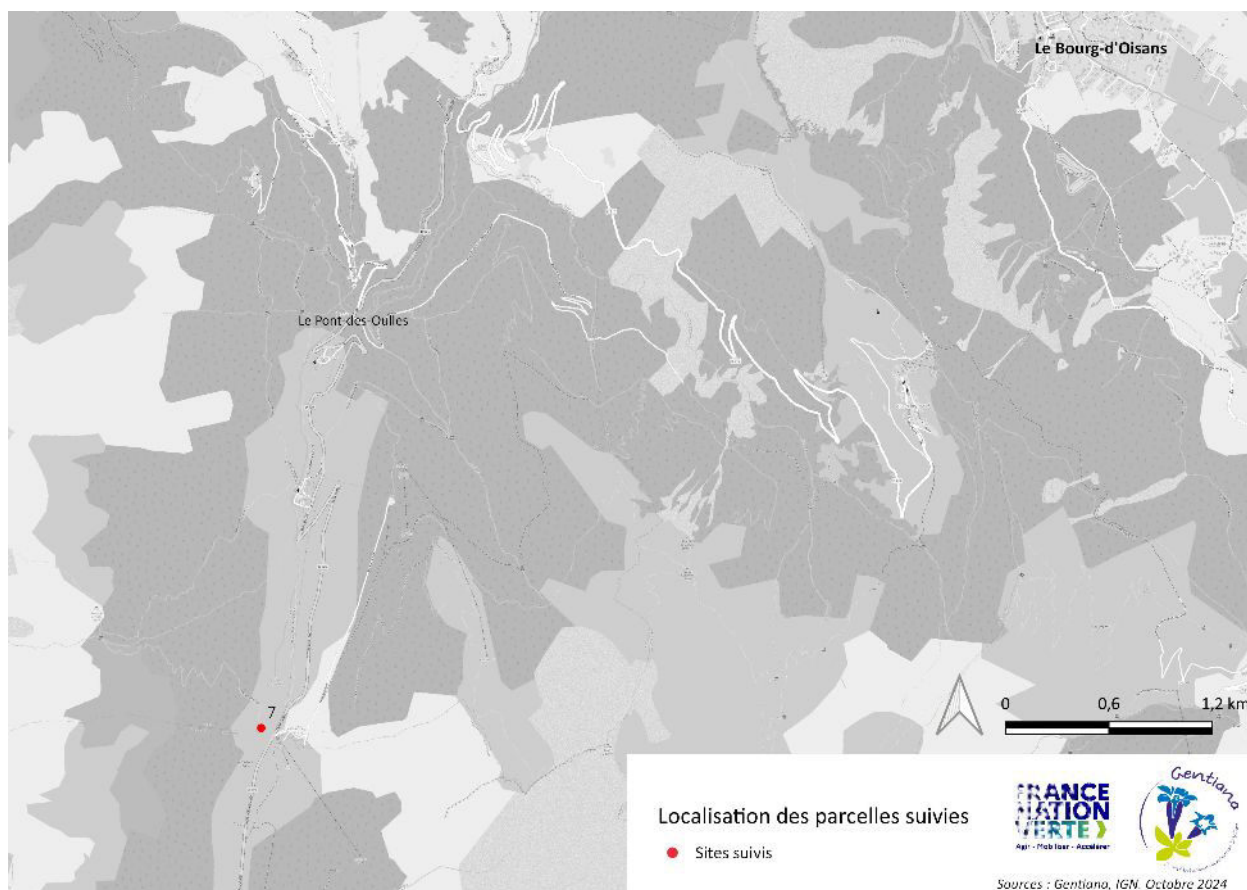 Le Bourg-d'Oisans
Le Pont-des-Oulles
7
0 0,6 1,2 km
Localisation des parcelles suivies
Sites suivis
FRANCE
NATION
VERTE
Agir • Mobiliser • Accélérer
Gentiana
Sources : Gentiana, IGN. Octobre 2024